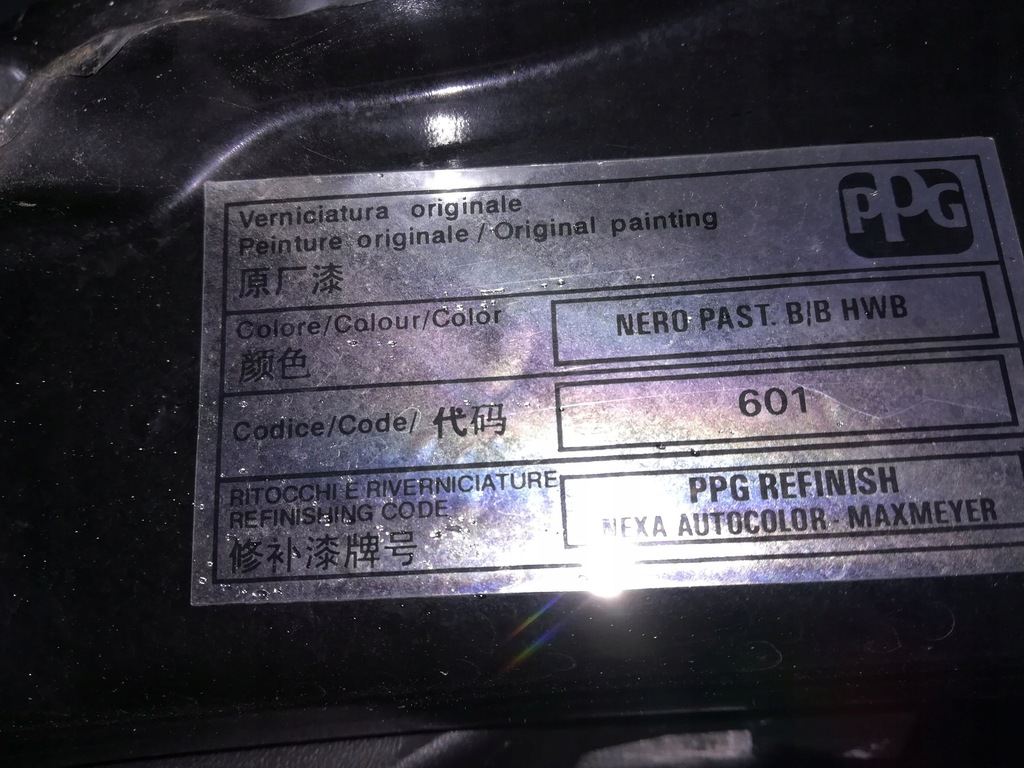 Verniciatura originale
Peinture originale / Original painting
原厂漆
PPG
Colore/Colour/Color
颜色
NERO PAST. B/B HWB
Codice/Code/ 代码
601
RITOCCHI E RIVERNICIATURE
REFINISHING CODE
修补漆牌号
PPG REFINISH
NEXA AUTOCOLOR - MAXMEYER